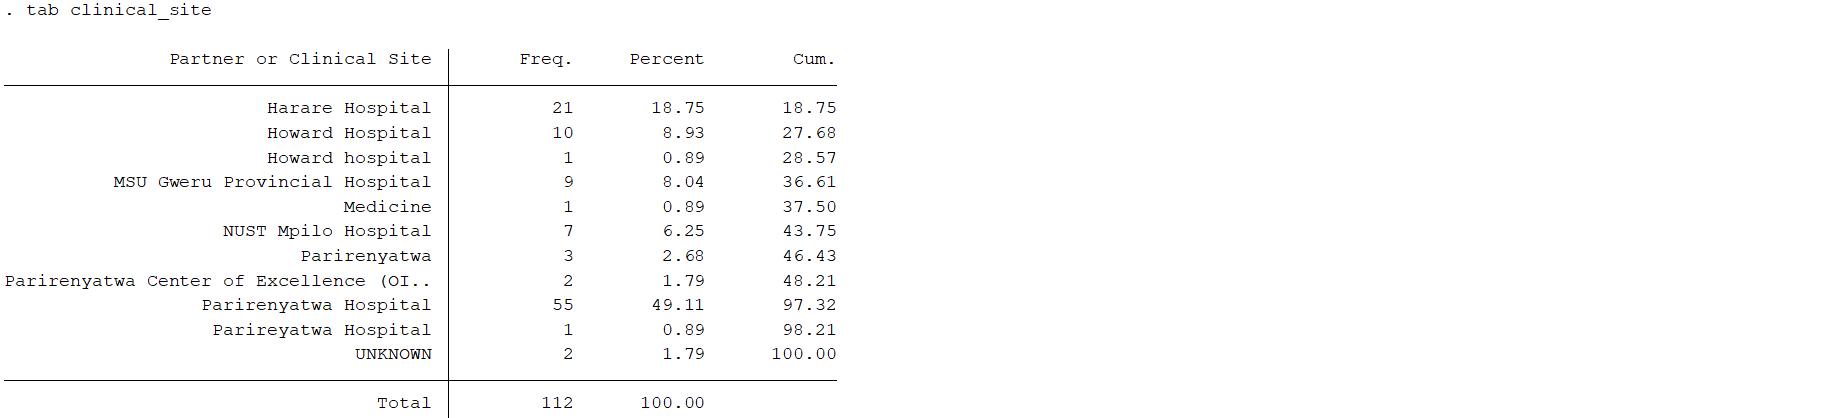 . tab clinical_site
Partner or Clinical Site Freq. Percent Cum.
Harare Hospital 21 18.75 18.75
Howard Hospital 10 8.93 27.68
Howard hospital 1 0.89 28.57
MSU Gweru Provincial Hospital 9 8.04 36.61
Medicine 1 0.89 37.50
NUST Mpilo Hospital 7 6.25 43.75
Parirenyatwa 3 2.68 46.43
Parirenyatwa Center of Excellence (OI.. 2 1.79 48.21
Parirenyatwa Hospital 55 49.11 97.32
Parireyatwa Hospital 1 0.89 98.21
UNKNOWN 2 1.79 100.00
Total 112 100.00